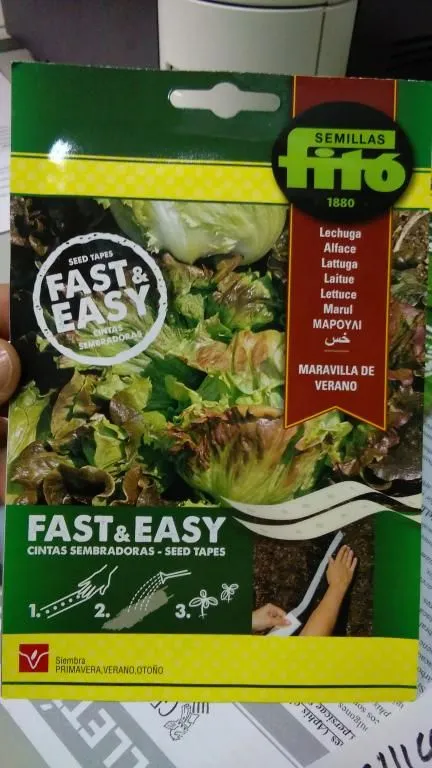 SEMILLAS
fitó
1880
Lechuga
Alface
Lattuga
Laitue
Lettuce
Marul
ΜΑΡΟΥΛΙ
خس
MARAVILLA DE
VERANO
SEED TAPES
FAST&
EASY
CINTAS
SEMBRADORAS
FAST&EASY
CINTAS SEMBRADORAS - SEED TAPES
1. 2. 3.
Siembra
PRIMAVERA, VERANO, OTOÑO